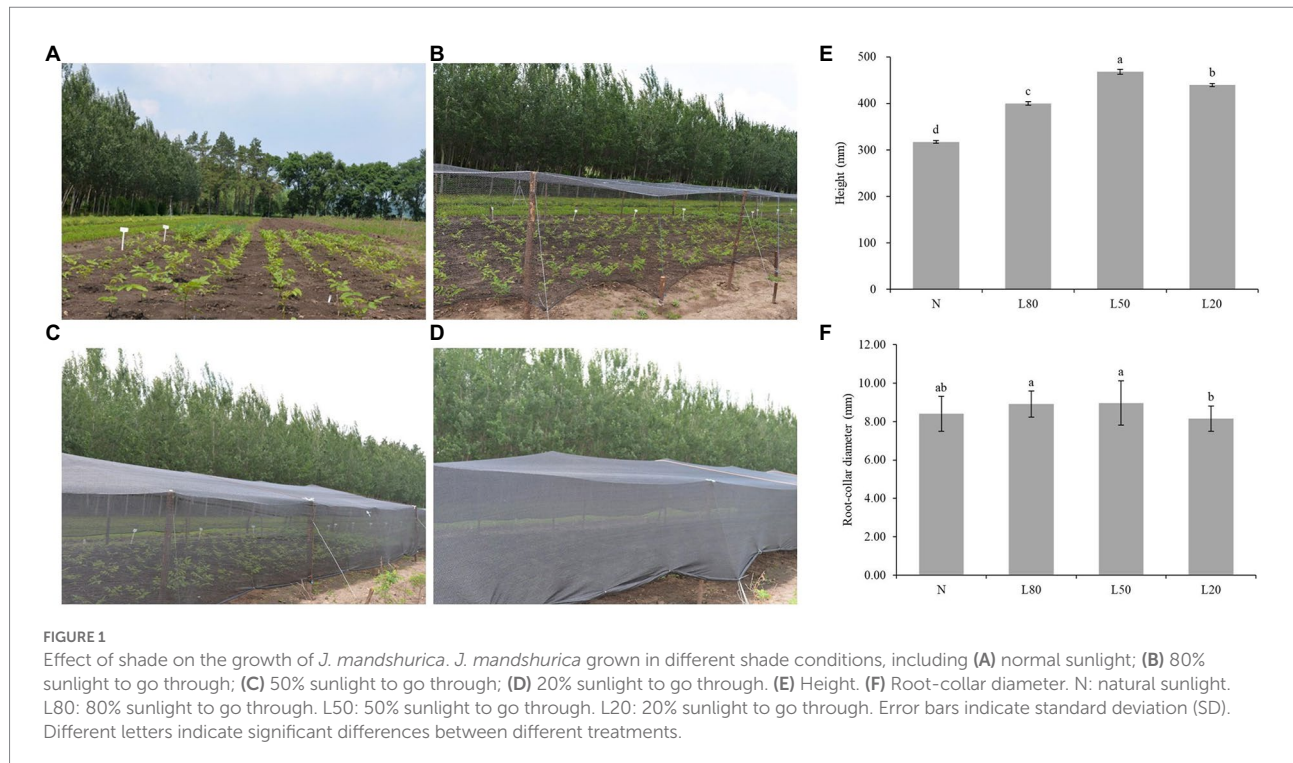 A
B
E
500
400
300
200
100
0
Height (mm)
d
c
a
b
N
L80
L50
L20
C
D
F
12.00
10.00
8.00
6.00
4.00
2.00
0.00
Root-collar diameter (mm)
ab
a
a
b
N
L80
L50
L20
FIGURE 1
Effect of shade on the growth of J. mandshurica. J. mandshurica grown in different shade conditions, including (A) normal sunlight; (B) 80%
sunlight to go through; (C) 50% sunlight to go through; (D) 20% sunlight to go through. (E) Height. (F) Root-collar diameter. N: natural sunlight.
L80: 80% sunlight to go through. L50: 50% sunlight to go through. L20: 20% sunlight to go through. Error bars indicate standard deviation (SD).
Different letters indicate significant differences between different treatments.